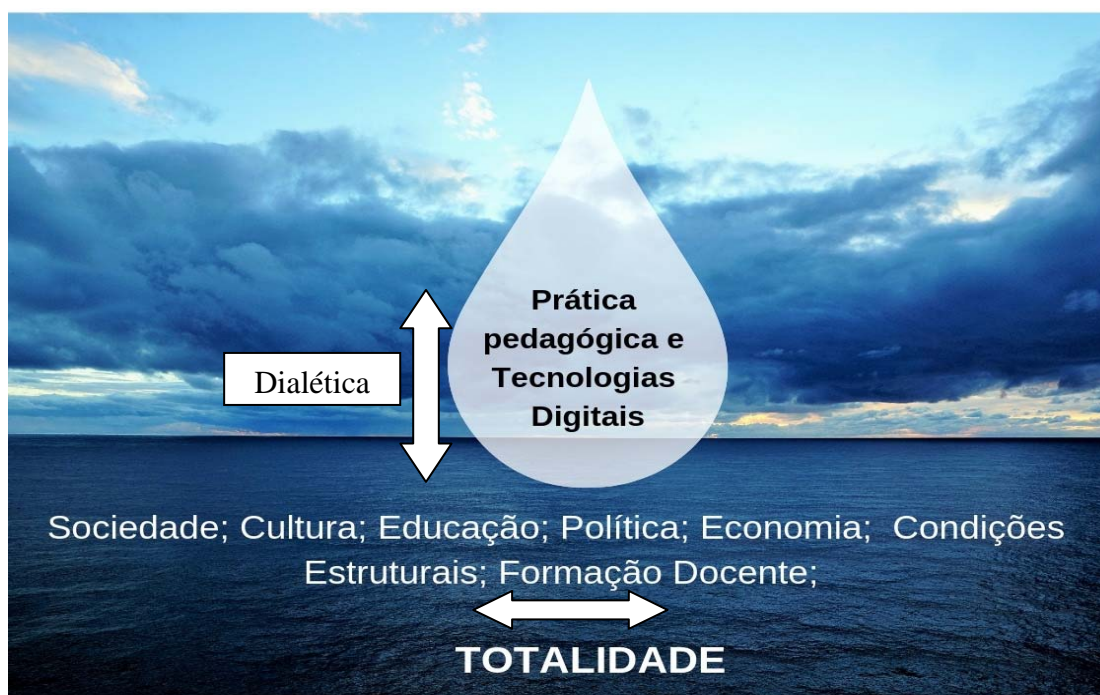 Prática
pedagógica e
Tecnologias
Digitais
Dialética
Sociedade; Cultura; Educação; Política; Economia; Condições
Estruturais; Formação Docente;
TOTALIDADE